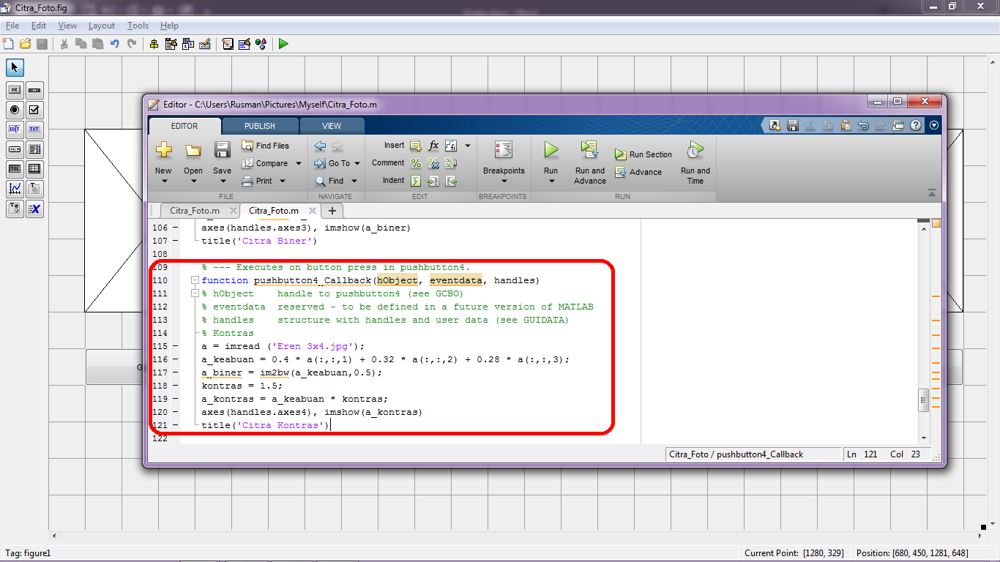 Citra_Foto.fig
File Edit View Layout Tools Help
Editor - C:\Users\Rusman\Pictures\Myself\Citra_Foto.m
EDITOR PUBLISH VIEW
New Open Save Find Files Compare Print
Go To Find
Insert fx
Comment
Indent
Breakpoints
Run Run and Advance Run Section Advance Run and Time
FILE NAVIGATE EDIT BREAKPOINTS RUN
Citra_Foto.m Citra_Foto.m
106 axes(handles.axes3), imshow(a_biner)
107 title('Citra Biner')
108
109 % --- Executes on button press in pushbutton4.
110 function pushbutton4_Callback(hObject, eventdata, handles)
111 % hObject    handle to pushbutton4 (see GCBO)
112 % eventdata  reserved - to be defined in a future version of MATLAB
113 % handles    structure with handles and user data (see GUIDATA)
114 % Kontras
115 a = imread ('Eren 3x4.jpg');
116 a_keabuan = 0.4 * a(:,:,1) + 0.32 * a(:,:,2) + 0.28 * a(:,:,3);
117 a_biner = im2bw(a_keabuan,0.5);
118 kontras = 1.5;
119 a_kontras = a_keabuan * kontras;
120 axes(handles.axes4), imshow(a_kontras)
121 title('Citra Kontras')
122
Citra_Foto / pushbutton4_Callback Ln 121 Col 23
Tag: figure1 Current Point: [1280, 329] Position: [680, 450, 1281, 648]